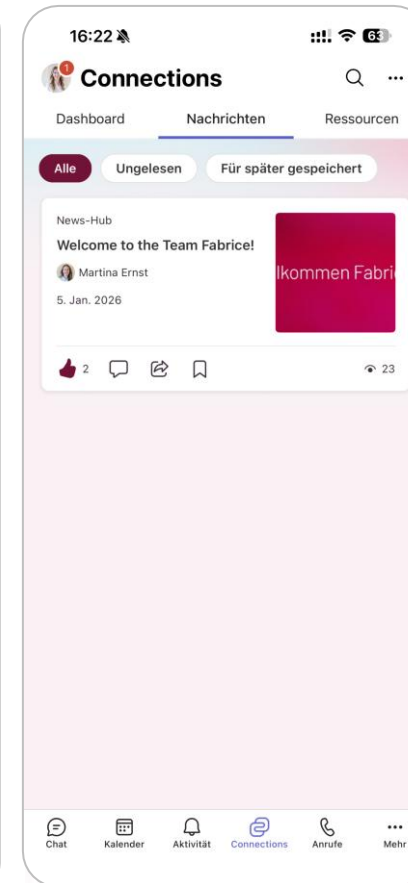 16:22
63
1
Connections
Dashboard Nachrichten Ressourcen
Alle Ungelesen Für später gespeichert
News-Hub
Welcome to the Team Fabrice!
Martina Ernst
5. Jan. 2026
lkommen Fabri
2
23
Chat Kalender Aktivität Connections Anrufe Mehr